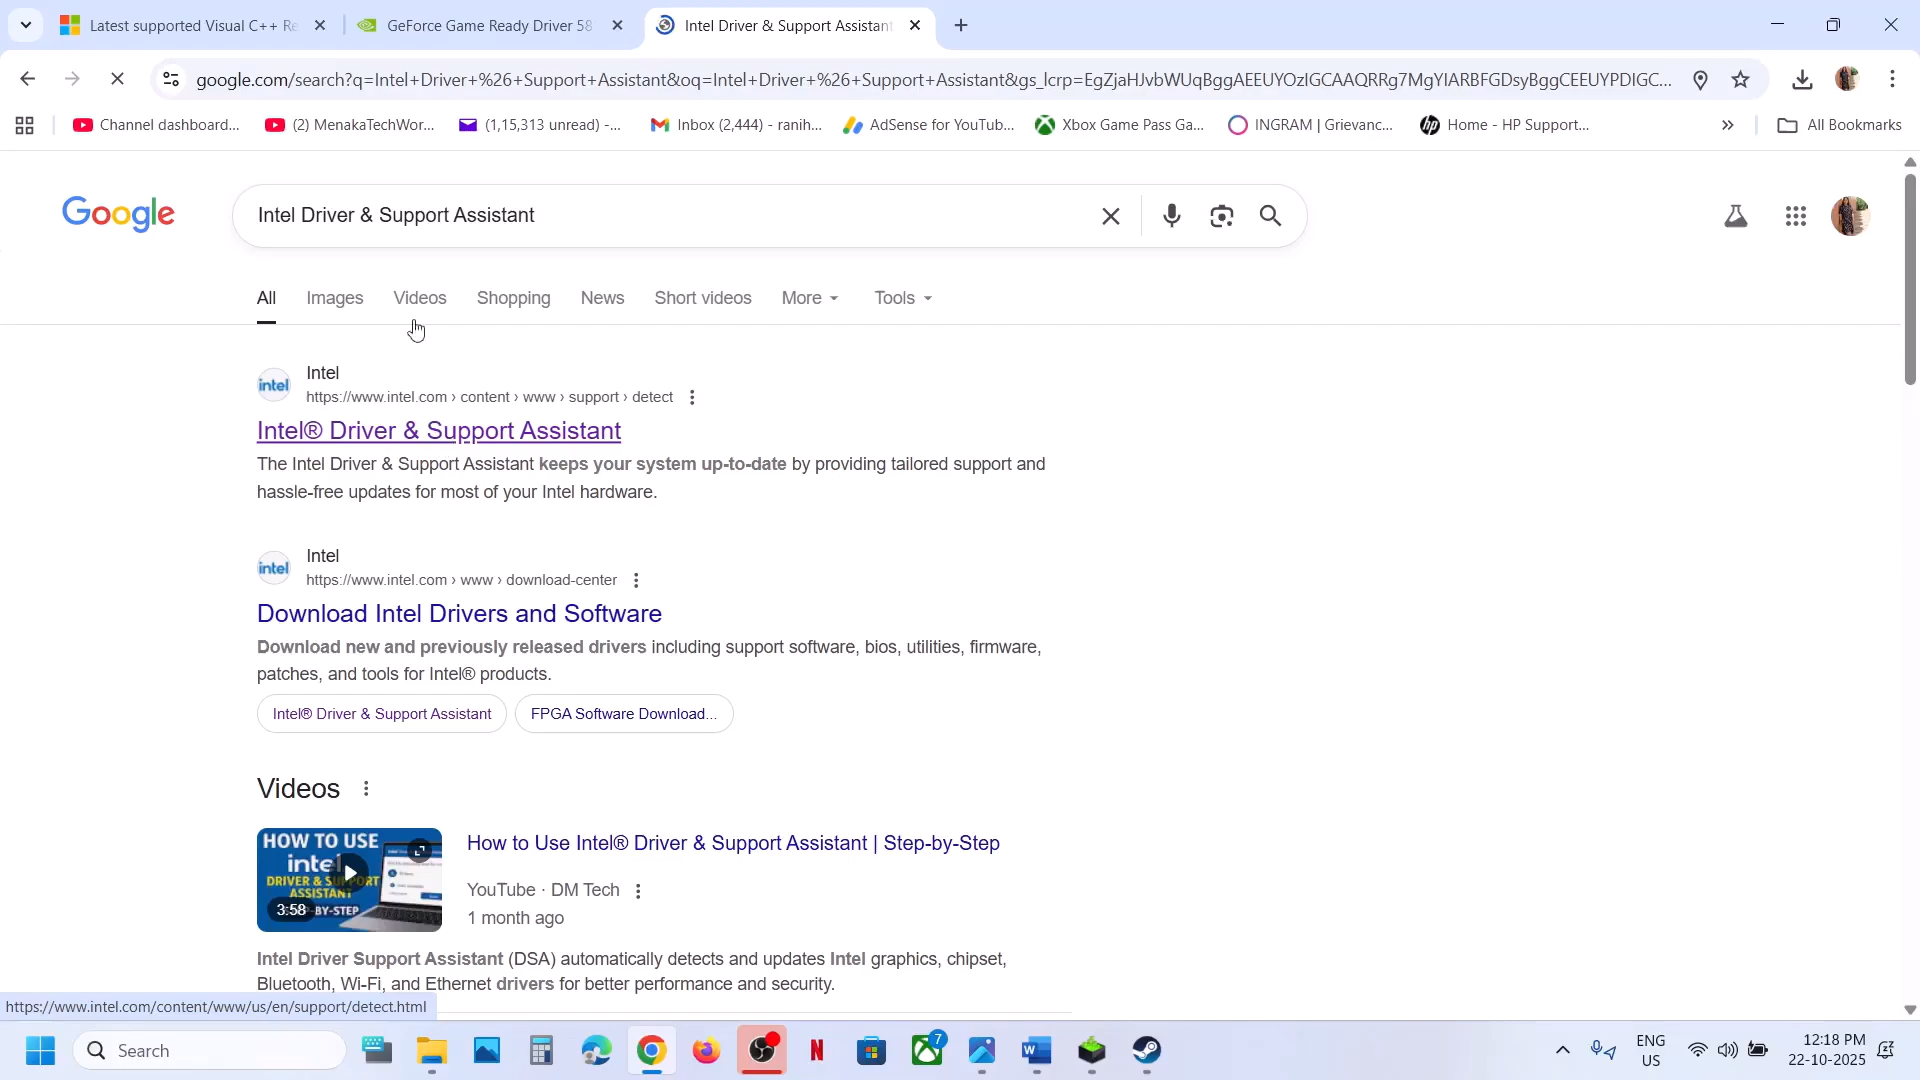 Latest supported Visual C++ Re
GeForce Game Ready Driver 58
Intel Driver & Support Assistant
google.com/search?q=Intel+Driver+%26+Support+Assistant&oq=Intel+Driver+%26+Support+Assistant&gs_lcrp=EgZjaHJvbWUqBggAEEUYOzIGCAAQRRg7MgYIARBFGDsyBggCEEUYPDIGC...
Channel dashboard...
(2) MenakaTechWor...
(1,15,313 unread) -...
Inbox (2,444) - ranih...
AdSense for YouTub...
Xbox Game Pass Ga...
INGRAM | Grievanc...
Home - HP Support...
All Bookmarks
Google
Intel Driver & Support Assistant
All
Images
Videos
Shopping
News
Short videos
More
Tools
intel
Intel
https://www.intel.com › content › www › support › detect
Intel® Driver & Support Assistant
The Intel Driver & Support Assistant keeps your system up-to-date by providing tailored support and
hassle-free updates for most of your Intel hardware.
intel
Intel
https://www.intel.com › www › download-center
Download Intel Drivers and Software
Download new and previously released drivers including support software, bios, utilities, firmware,
patches, and tools for Intel® products.
Intel® Driver & Support Assistant
FPGA Software Download...
Videos
HOW TO USE
intel
DRIVER & SUPPORT
ASSISTANT
3:58
P-BY-STEP
How to Use Intel® Driver & Support Assistant | Step-by-Step
YouTube · DM Tech
1 month ago
Intel Driver Support Assistant (DSA) automatically detects and updates Intel graphics, chipset,
Bluetooth, Wi-Fi, and Ethernet drivers for better performance and security.
https://www.intel.com/content/www/us/en/support/detect.html
Search
N
7
ENG
US
12:18 PM
22-10-2025